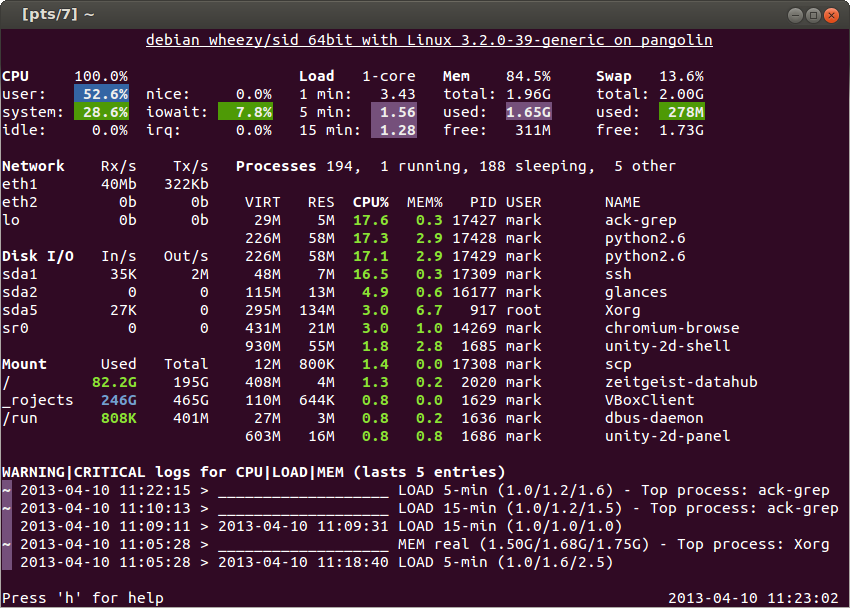 [pts/7] ~
debian wheezy/sid 64bit with Linux 3.2.0-39-generic on pangolin
CPU 100.0% Load 1-core Mem 84.5% Swap 13.6%
user: 52.6% nice: 0.0% 1 min: 3.43 total: 1.96G total: 2.00G
system: 28.6% iowait: 7.8% 5 min: 1.56 used: 1.65G used: 278M
idle: 0.0% irq: 0.0% 15 min: 1.28 free: 311M free: 1.73G
Network Rx/s Tx/s Processes 194, 1 running, 188 sleeping, 5 other
eth1 40Mb 322Kb
eth2 0b 0b VIRT RES CPU% MEM% PID USER NAME
lo 0b 0b 29M 5M 17.6 0.3 17427 mark ack-grep
226M 58M 17.3 2.9 17428 mark python2.6
Disk I/O In/s Out/s 226M 58M 17.1 2.9 17429 mark python2.6
sda1 35K 2M 48M 7M 16.5 0.3 17309 mark ssh
sda2 0 0 115M 13M 4.9 0.6 16177 mark glances
sda5 27K 0 295M 134M 3.0 6.7 917 root Xorg
sr0 0 0 431M 21M 3.0 1.0 14269 mark chromium-browse
930M 55M 1.8 2.8 1685 mark unity-2d-shell
Mount Used Total 12M 800K 1.4 0.0 17308 mark scp
/ 82.2G 195G 408M 4M 1.3 0.2 2020 mark zeitgeist-datahub
_rojects 246G 465G 110M 644K 0.8 0.0 1629 mark VBoxClient
/run 808K 401M 27M 3M 0.8 0.2 1636 mark dbus-daemon
603M 16M 0.8 0.8 1686 mark unity-2d-panel
WARNING|CRITICAL logs for CPU|LOAD|MEM (lasts 5 entries)
~ 2013-04-10 11:22:15 > ___________________ LOAD 5-min (1.0/1.2/1.6) - Top process: ack-grep
~ 2013-04-10 11:10:13 > ___________________ LOAD 15-min (1.0/1.2/1.5) - Top process: ack-grep
2013-04-10 11:09:11 > 2013-04-10 11:09:31 LOAD 15-min (1.0/1.0/1.0)
~ 2013-04-10 11:05:28 > ___________________ MEM real (1.50G/1.68G/1.75G) - Top process: Xorg
2013-04-10 11:05:28 > 2013-04-10 11:18:40 LOAD 5-min (1.0/1.6/2.5)
Press 'h' for help 2013-04-10 11:23:02